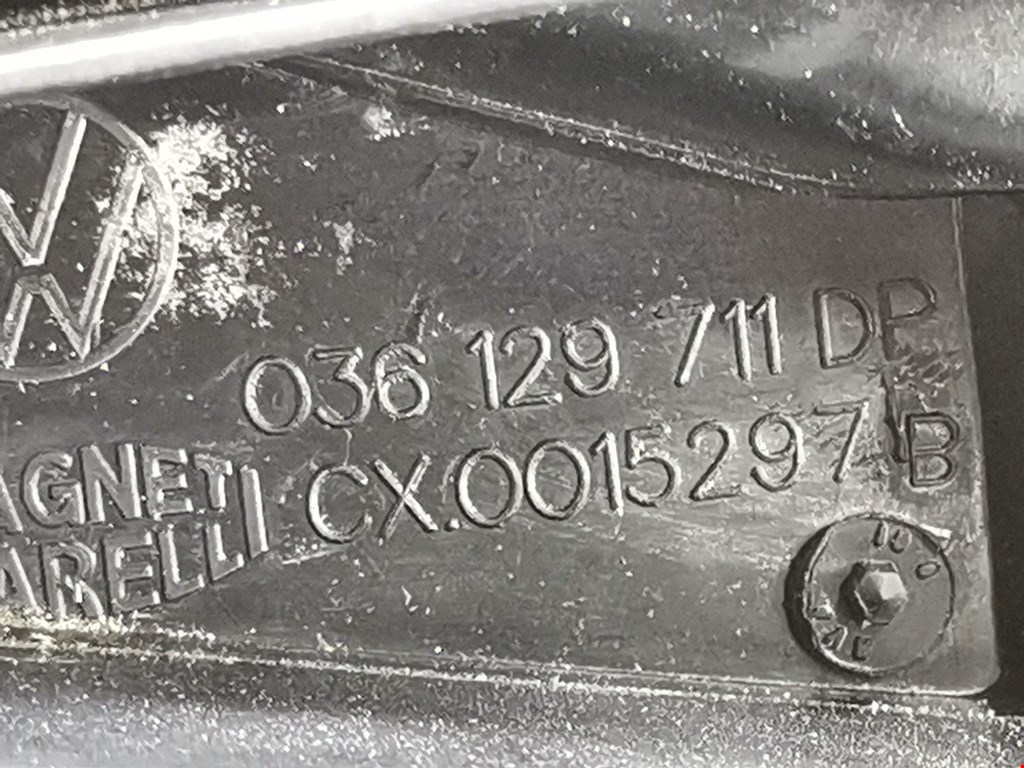 036 129 711 DP
AGNETI CX.0015297 B
ARELLI